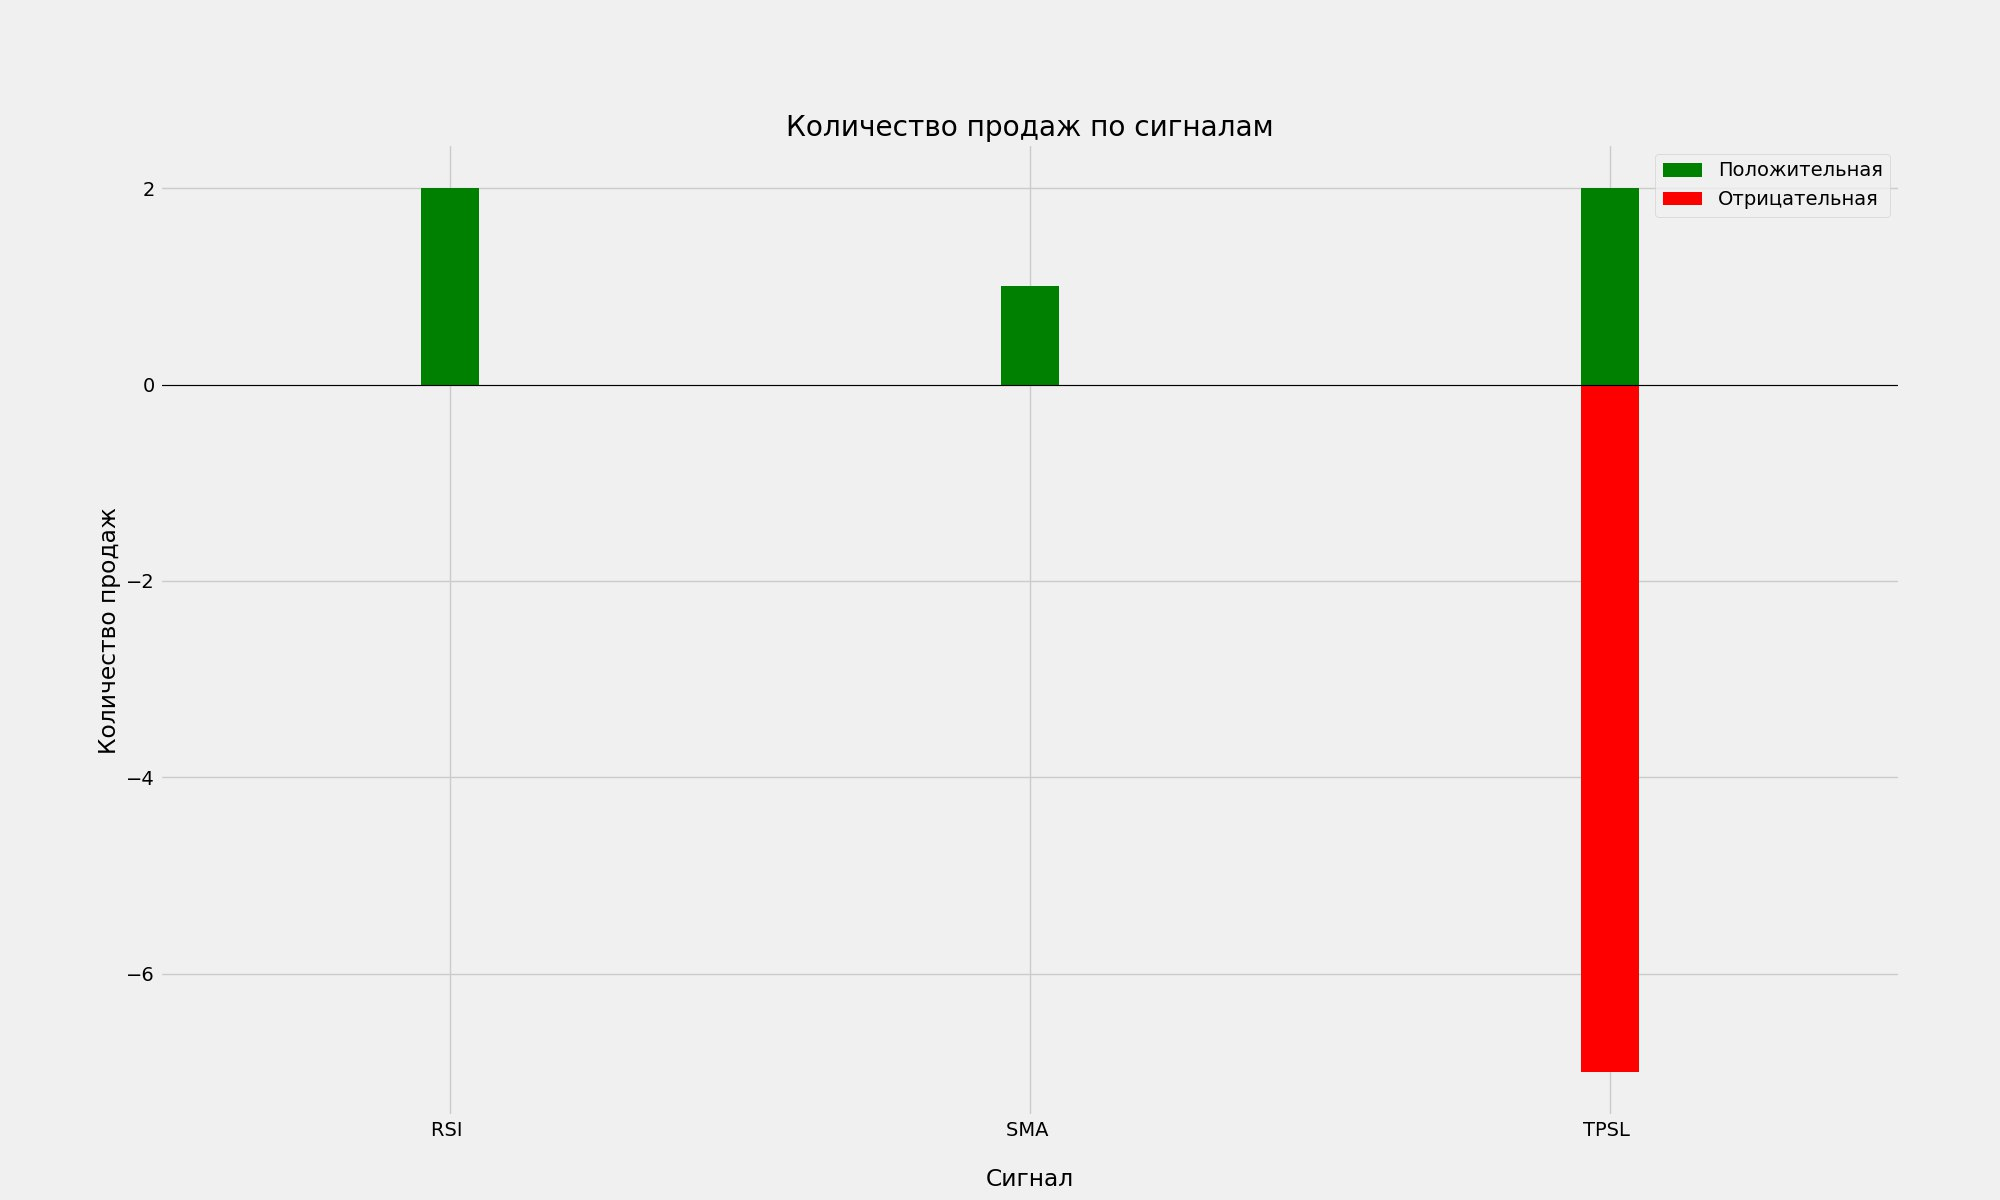 Количество продаж по сигналам
Положительная
Отрицательная
Количество продаж
2
0
−2
−4
−6
RSI
SMA
TPSL
Сигнал